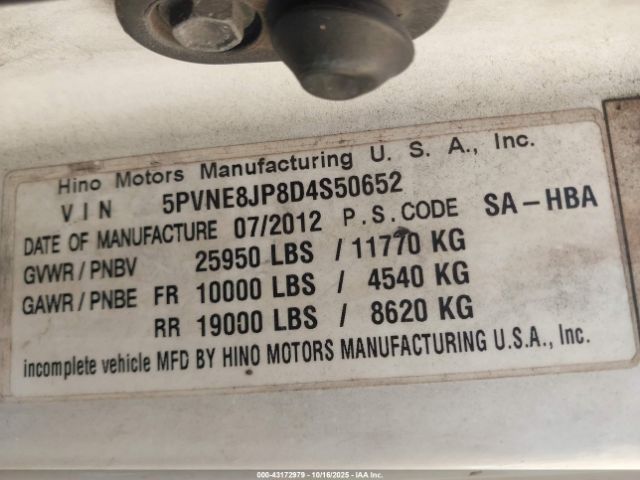 Hino Motors Manufacturing U. S. A., Inc.
VIN 5PVNE8JP8D4S50652
DATE OF MANUFACTURE 07/2012 P.S.CODE SA-HBA
GVWR / PNBV 25950 LBS / 11770 KG
GAWR / PNBE FR 10000 LBS / 4540 KG
RR 19000 LBS / 8620 KG
incomplete vehicle MFD BY HINO MOTORS MANUFACTURING U.S.A., Inc.
000-43172979 - 10/16/2025 - IAA Inc.